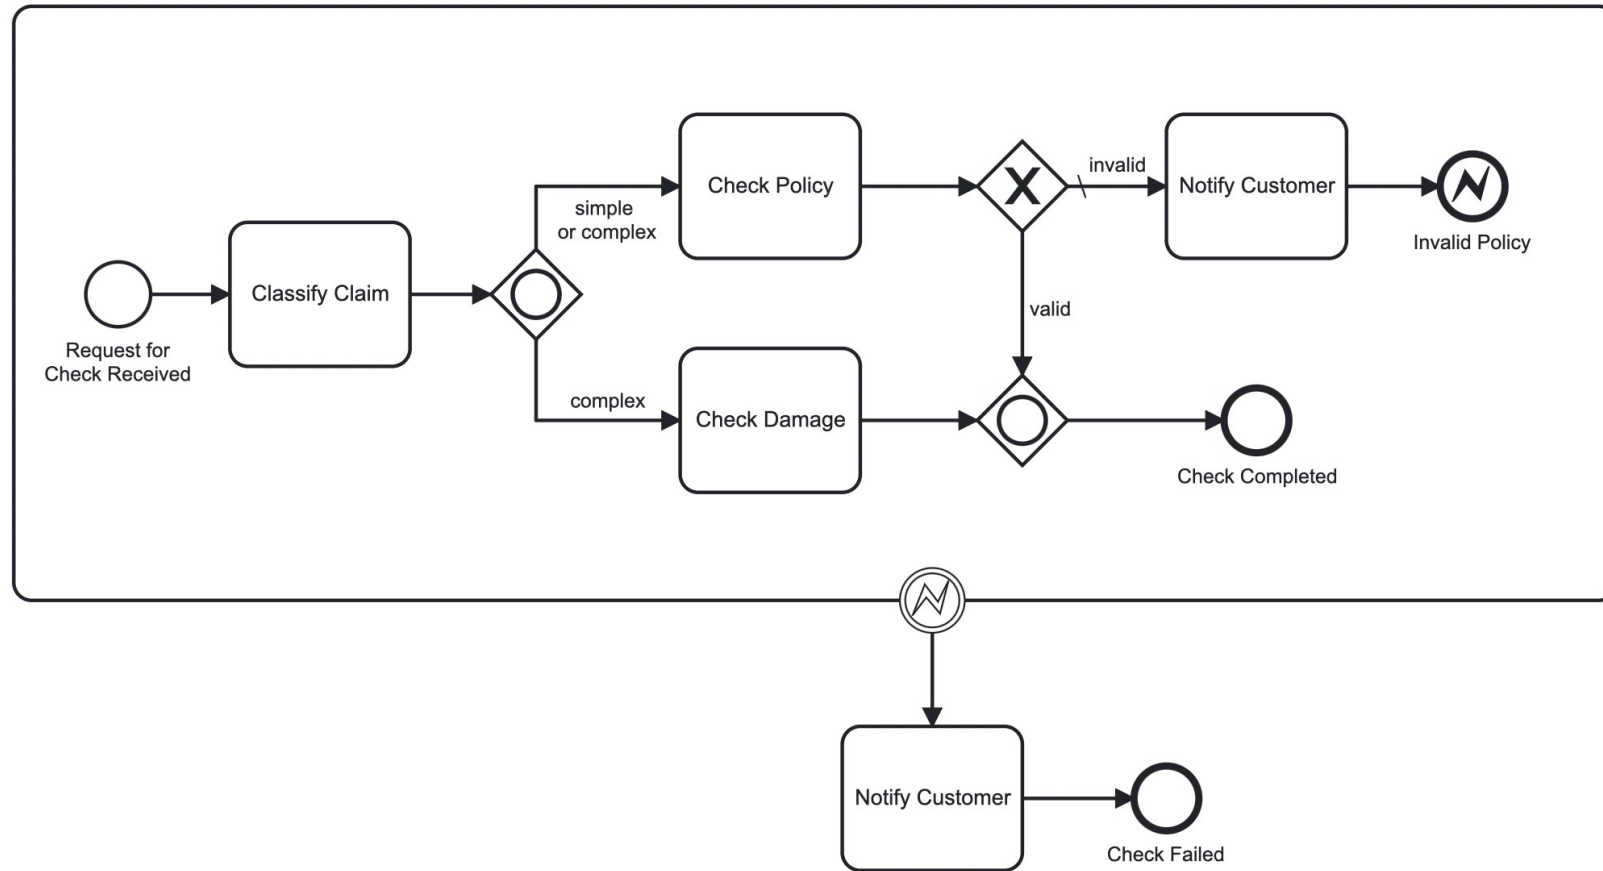 Request for
Check Received
Classify Claim
simple
or complex
complex
Check Policy
Check Damage
X
invalid
valid
Notify Customer
Invalid Policy
Check Completed
Notify Customer
Check Failed